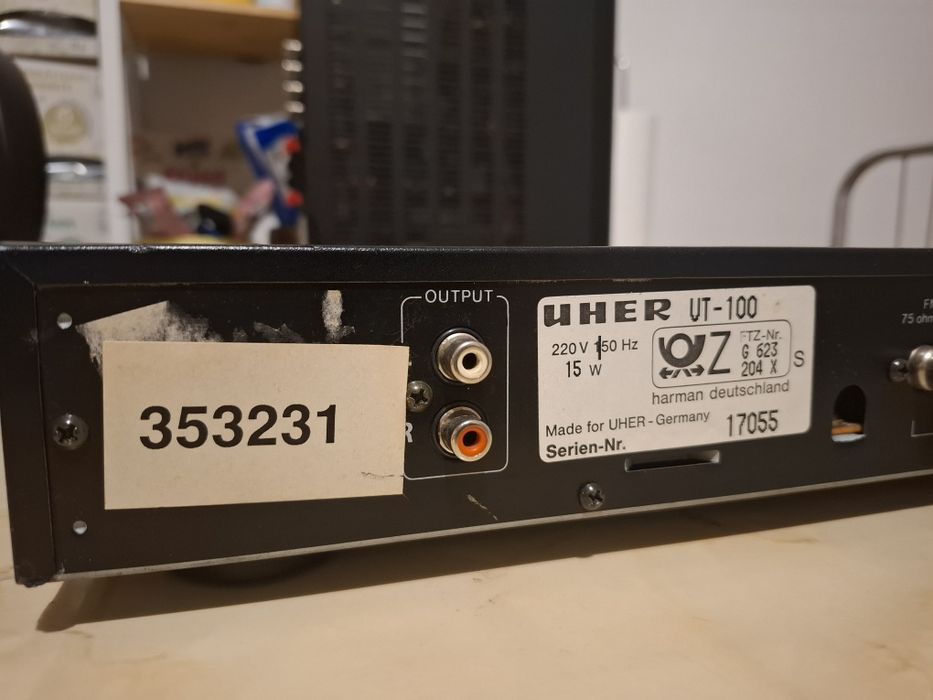 353231
OUTPUT
R
UHER UT-100
220 V 50 Hz
15 W
Z
FTZ-Nr.
G 623
204 X
S
harman deutschland
Made for UHER-Germany
Serien-Nr. 17055
75 ohm